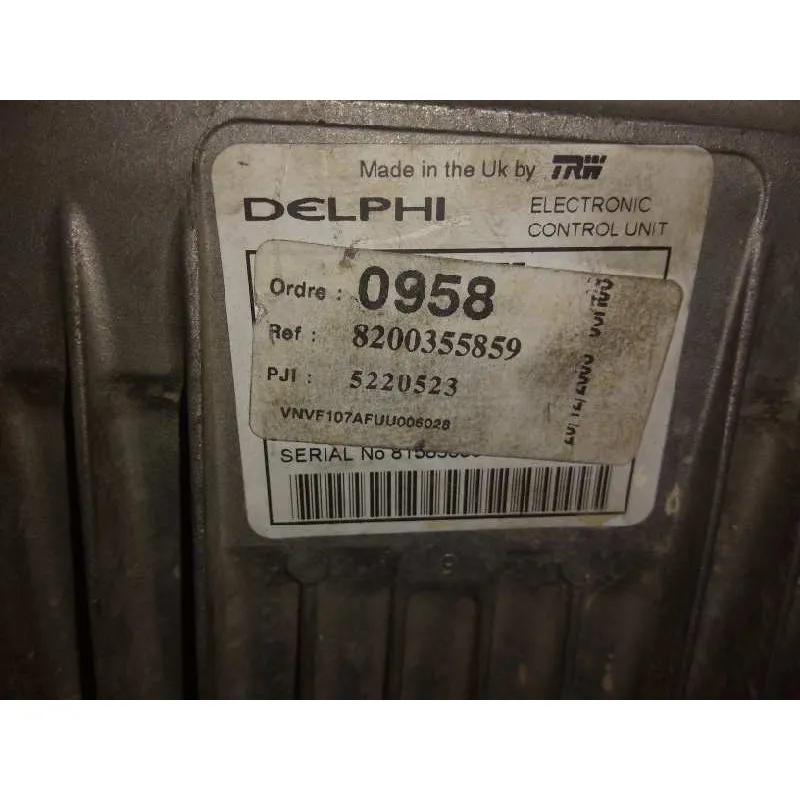 Made in the Uk by TRW
DELPHI
ELECTRONIC
CONTROL UNIT
Ordre : 0958
Ref : 8200355859
PJI : 5220523
VNVF107AFUU006028
SERIAL No